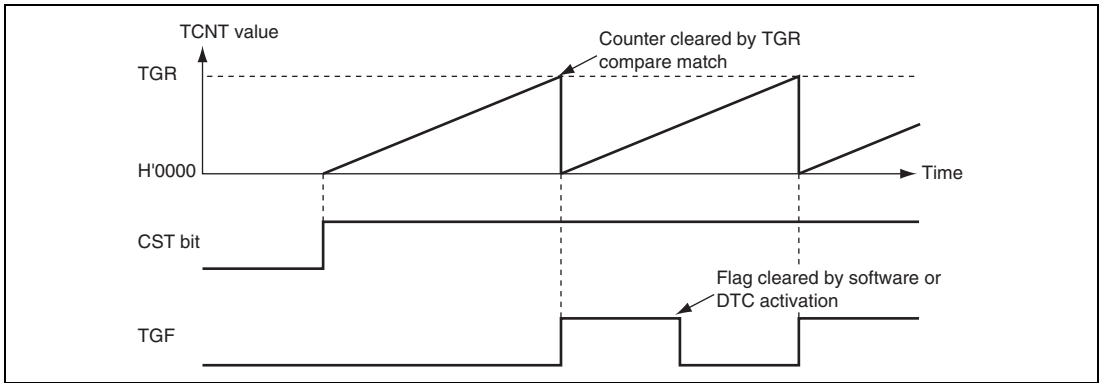 TCNT value
Counter cleared by TGR
compare match
TGR
H'0000
Time
CST bit
Flag cleared by software or
DTC activation
TGF